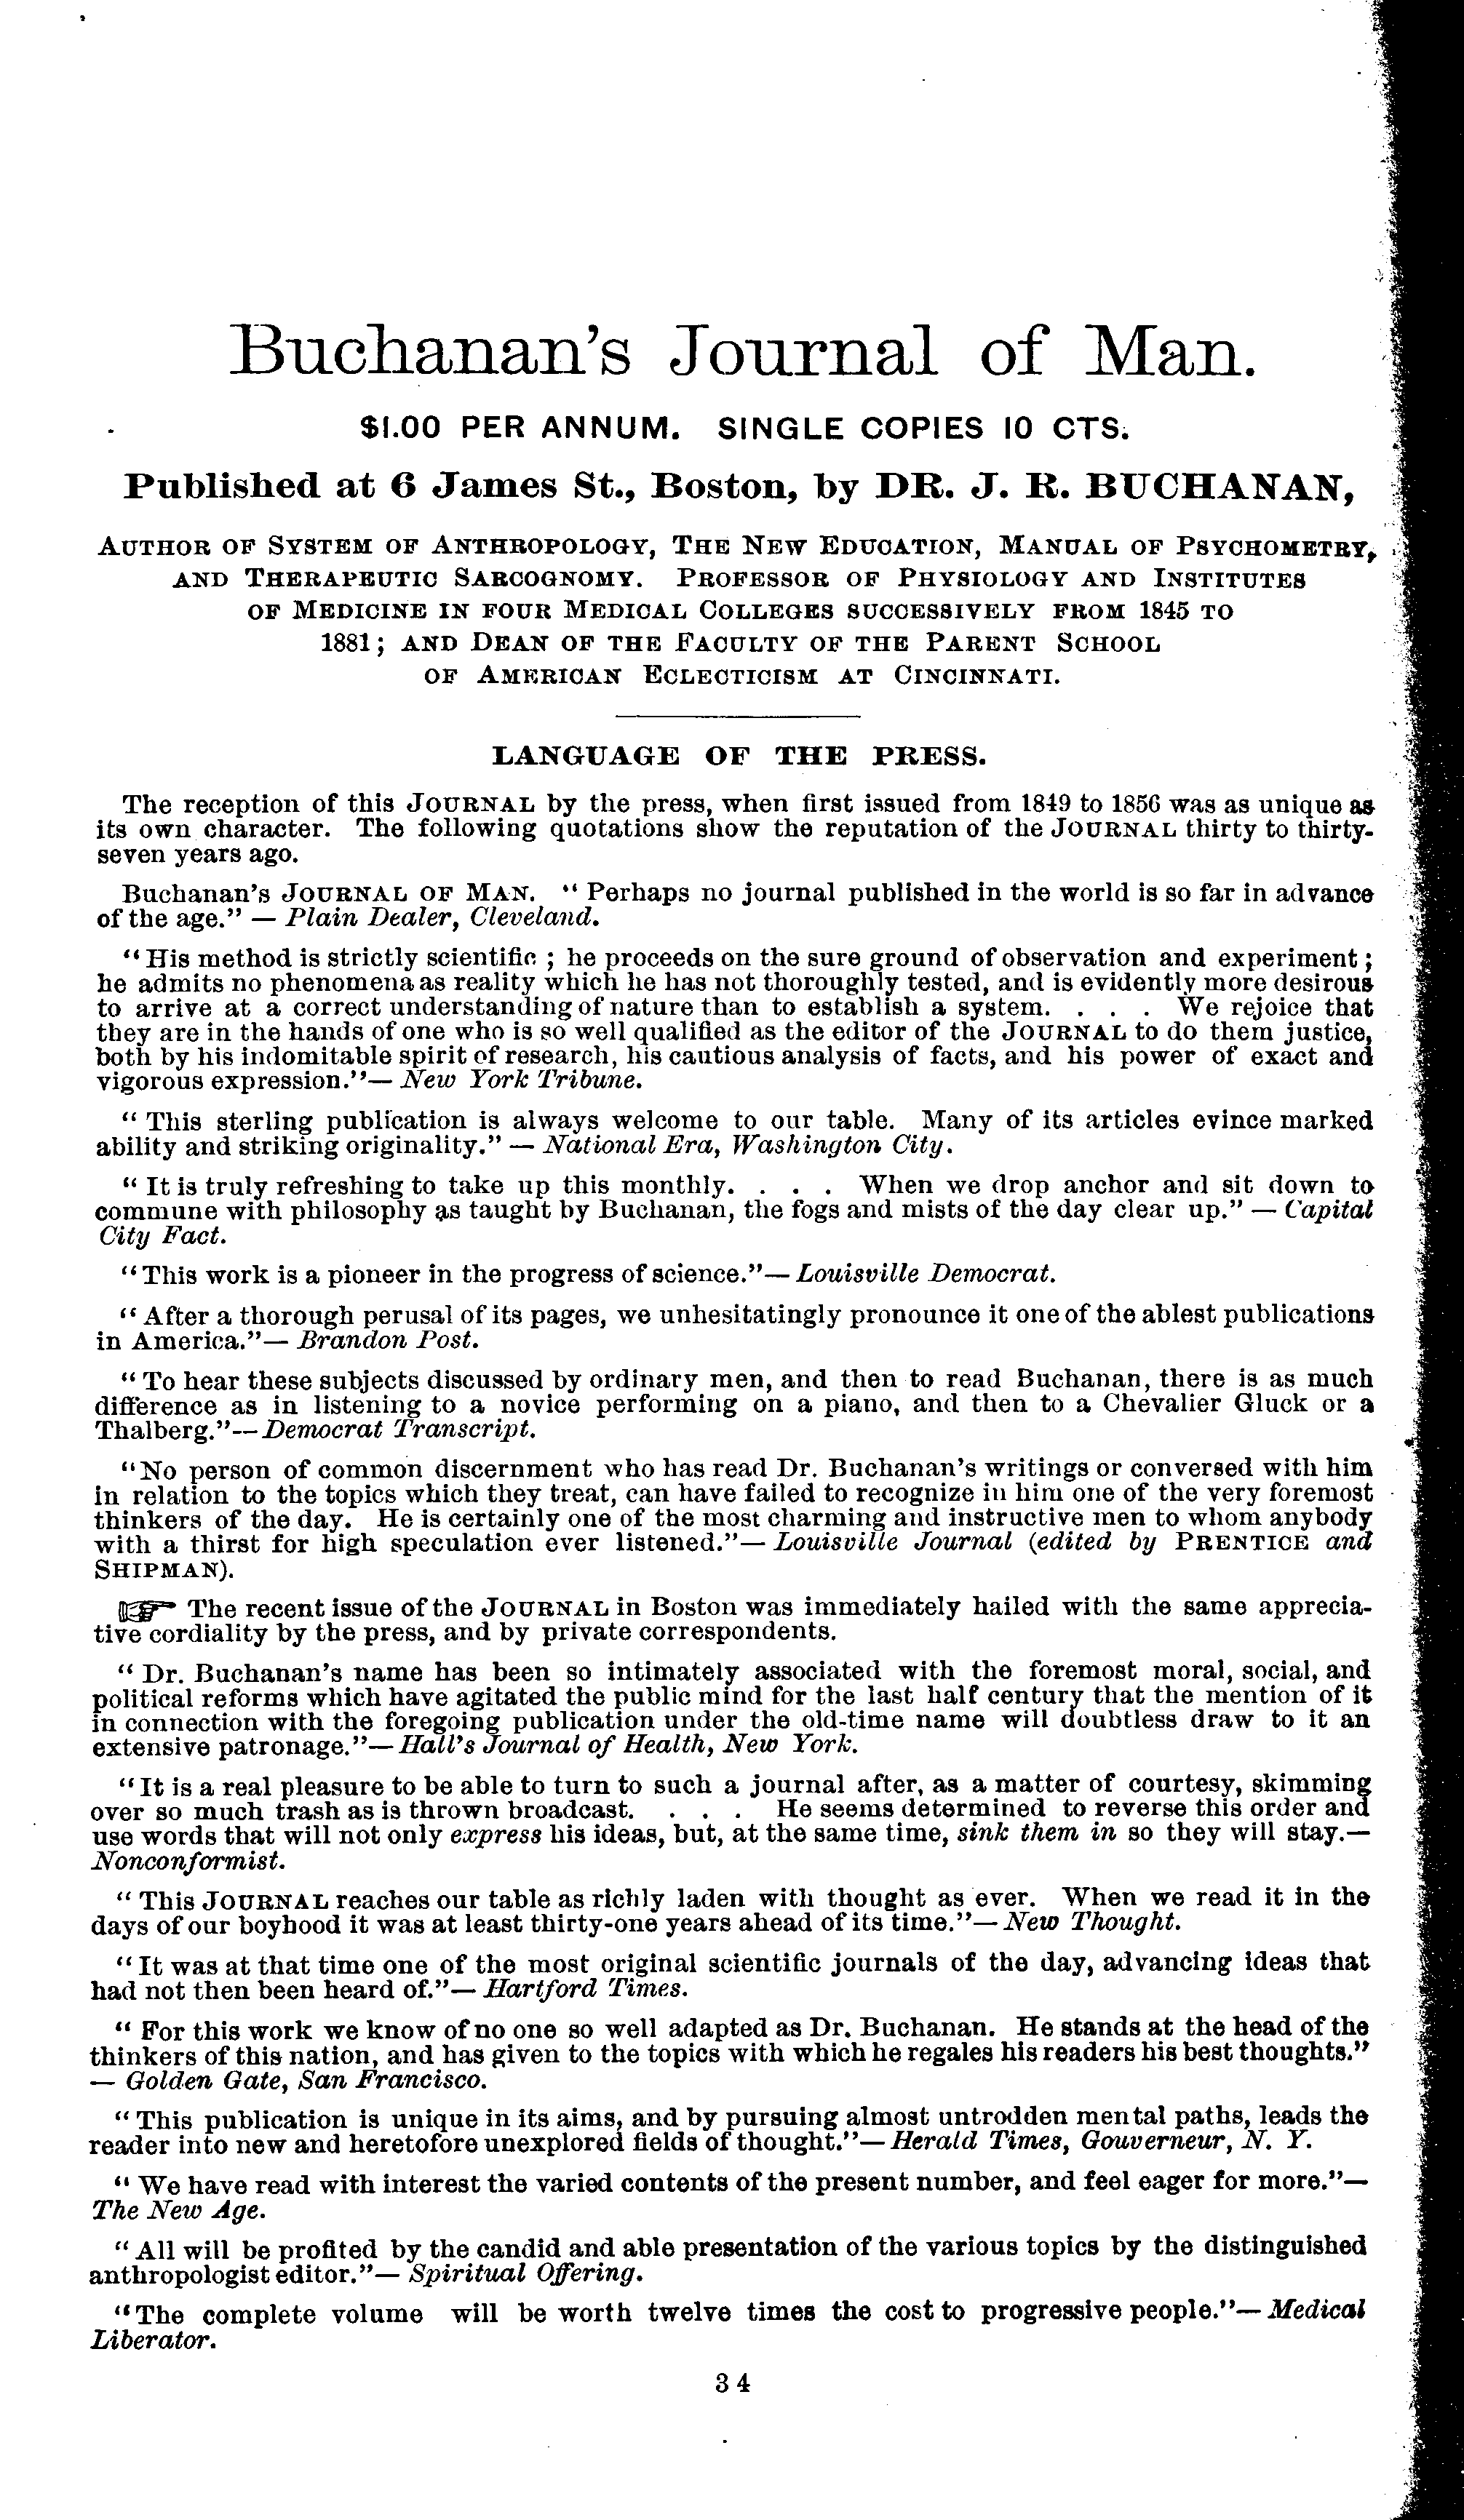 Buchanan's Journal of Man.
$1.00 PER ANNUM. SINGLE COPIES 10 CTS.
Published at 6 James St., Boston, by DR. J. R. BUCHANAN,
AUTHOR OF SYSTEM OF ANTHROPOLOGY, THE NEW EDUCATION, MANUAL OF PSYCHOMETRY,
AND THERAPEUTIC SARCOGNOMY. PROFESSOR OF PHYSIOLOGY AND INSTITUTES
OF MEDICINE IN FOUR MEDICAL COLLEGES SUCCESSIVELY FROM 1845 TO
1881; AND DEAN OF THE FACULTY OF THE PARENT SCHOOL
OF AMERICAN ECLECTICISM AT CINCINNATI.
LANGUAGE OF THE PRESS.
The reception of this JOURNAL by the press, when first issued from 1849 to 1856 was as unique as
its own character. The following quotations show the reputation of the JOURNAL thirty to thirty-
seven years ago.
Buchanan's JOURNAL OF MAN. "Perhaps no journal published in the world is so far in advance
of the age." — Plain Dealer, Cleveland.
"His method is strictly scientific; he proceeds on the sure ground of observation and experiment;
he admits no phenomena as reality which he has not thoroughly tested, and is evidently more desirous
to arrive at a correct understanding of nature than to establish a system. . . . We rejoice that
they are in the hands of one who is so well qualified as the editor of the JOURNAL to do them justice,
both by his indomitable spirit of research, his cautious analysis of facts, and his power of exact and
vigorous expression."— New York Tribune.
"This sterling publication is always welcome to our table. Many of its articles evince marked
ability and striking originality." — National Era, Washington City.
"It is truly refreshing to take up this monthly. . . . When we drop anchor and sit down to
commune with philosophy as taught by Buchanan, the fogs and mists of the day clear up." — Capital
City Fact.
"This work is a pioneer in the progress of science."— Louisville Democrat.
"After a thorough perusal of its pages, we unhesitatingly pronounce it one of the ablest publications
in America."— Brandon Post.
"To hear these subjects discussed by ordinary men, and then to read Buchanan, there is as much
difference as in listening to a novice performing on a piano, and then to a Chevalier Gluck or a
Thalberg."—Democrat Transcript.
"No person of common discernment who has read Dr. Buchanan's writings or conversed with him
in relation to the topics which they treat, can have failed to recognize in him one of the very foremost
thinkers of the day. He is certainly one of the most charming and instructive men to whom anybody
with a thirst for high speculation ever listened."— Louisville Journal (edited by PRENTICE and
SHIPMAN).
☞ The recent issue of the JOURNAL in Boston was immediately hailed with the same apprecia-
tive cordiality by the press, and by private correspondents.
"Dr. Buchanan's name has been so intimately associated with the foremost moral, social, and
political reforms which have agitated the public mind for the last half century that the mention of it
in connection with the foregoing publication under the old-time name will doubtless draw to it an
extensive patronage."— Hall's Journal of Health, New York.
"It is a real pleasure to be able to turn to such a journal after, as a matter of courtesy, skimming
over so much trash as is thrown broadcast. . . . He seems determined to reverse this order and
use words that will not only express his ideas, but, at the same time, sink them in so they will stay.—
Nonconformist.
"This JOURNAL reaches our table as richly laden with thought as ever. When we read it in the
days of our boyhood it was at least thirty-one years ahead of its time."— New Thought.
"It was at that time one of the most original scientific journals of the day, advancing ideas that
had not then been heard of."— Hartford Times.
"For this work we know of no one so well adapted as Dr. Buchanan. He stands at the head of the
thinkers of this nation, and has given to the topics with which he regales his readers his best thoughts."
— Golden Gate, San Francisco.
"This publication is unique in its aims, and by pursuing almost untrodden mental paths, leads the
reader into new and heretofore unexplored fields of thought."— Herald Times, Gouverneur, N. Y.
"We have read with interest the varied contents of the present number, and feel eager for more."—
The New Age.
"All will be profited by the candid and able presentation of the various topics by the distinguished
anthropologist editor."— Spiritual Offering.
"The complete volume will be worth twelve times the cost to progressive people."— Medical
Liberator.
34